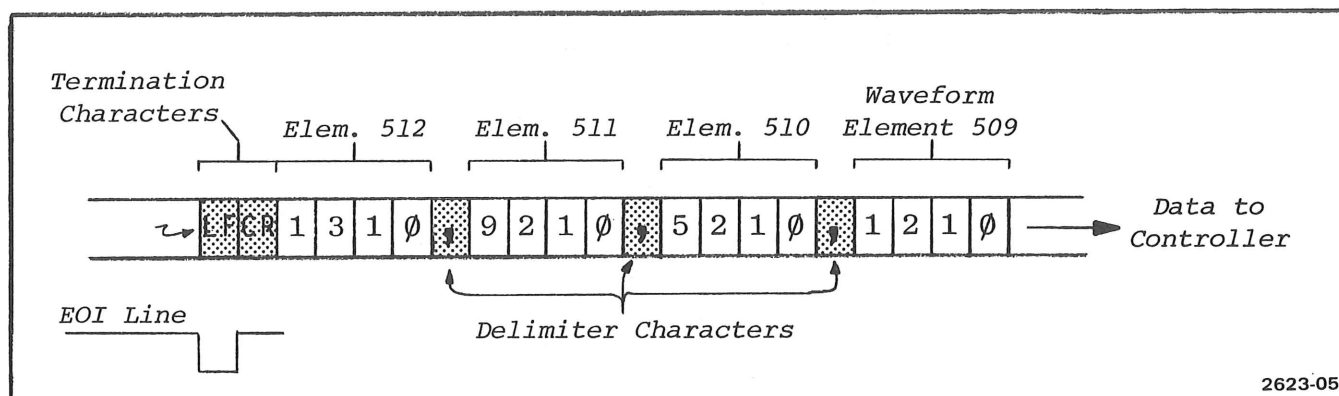 Termination
Characters
Elem. 512
Elem. 511
Elem. 510
Waveform
Element 509
LF CR 1 3 1 Ø , 9 2 1 Ø , 5 2 1 Ø , 1 2 1 Ø
Data to
Controller
EOI Line
Delimiter Characters
2623-05